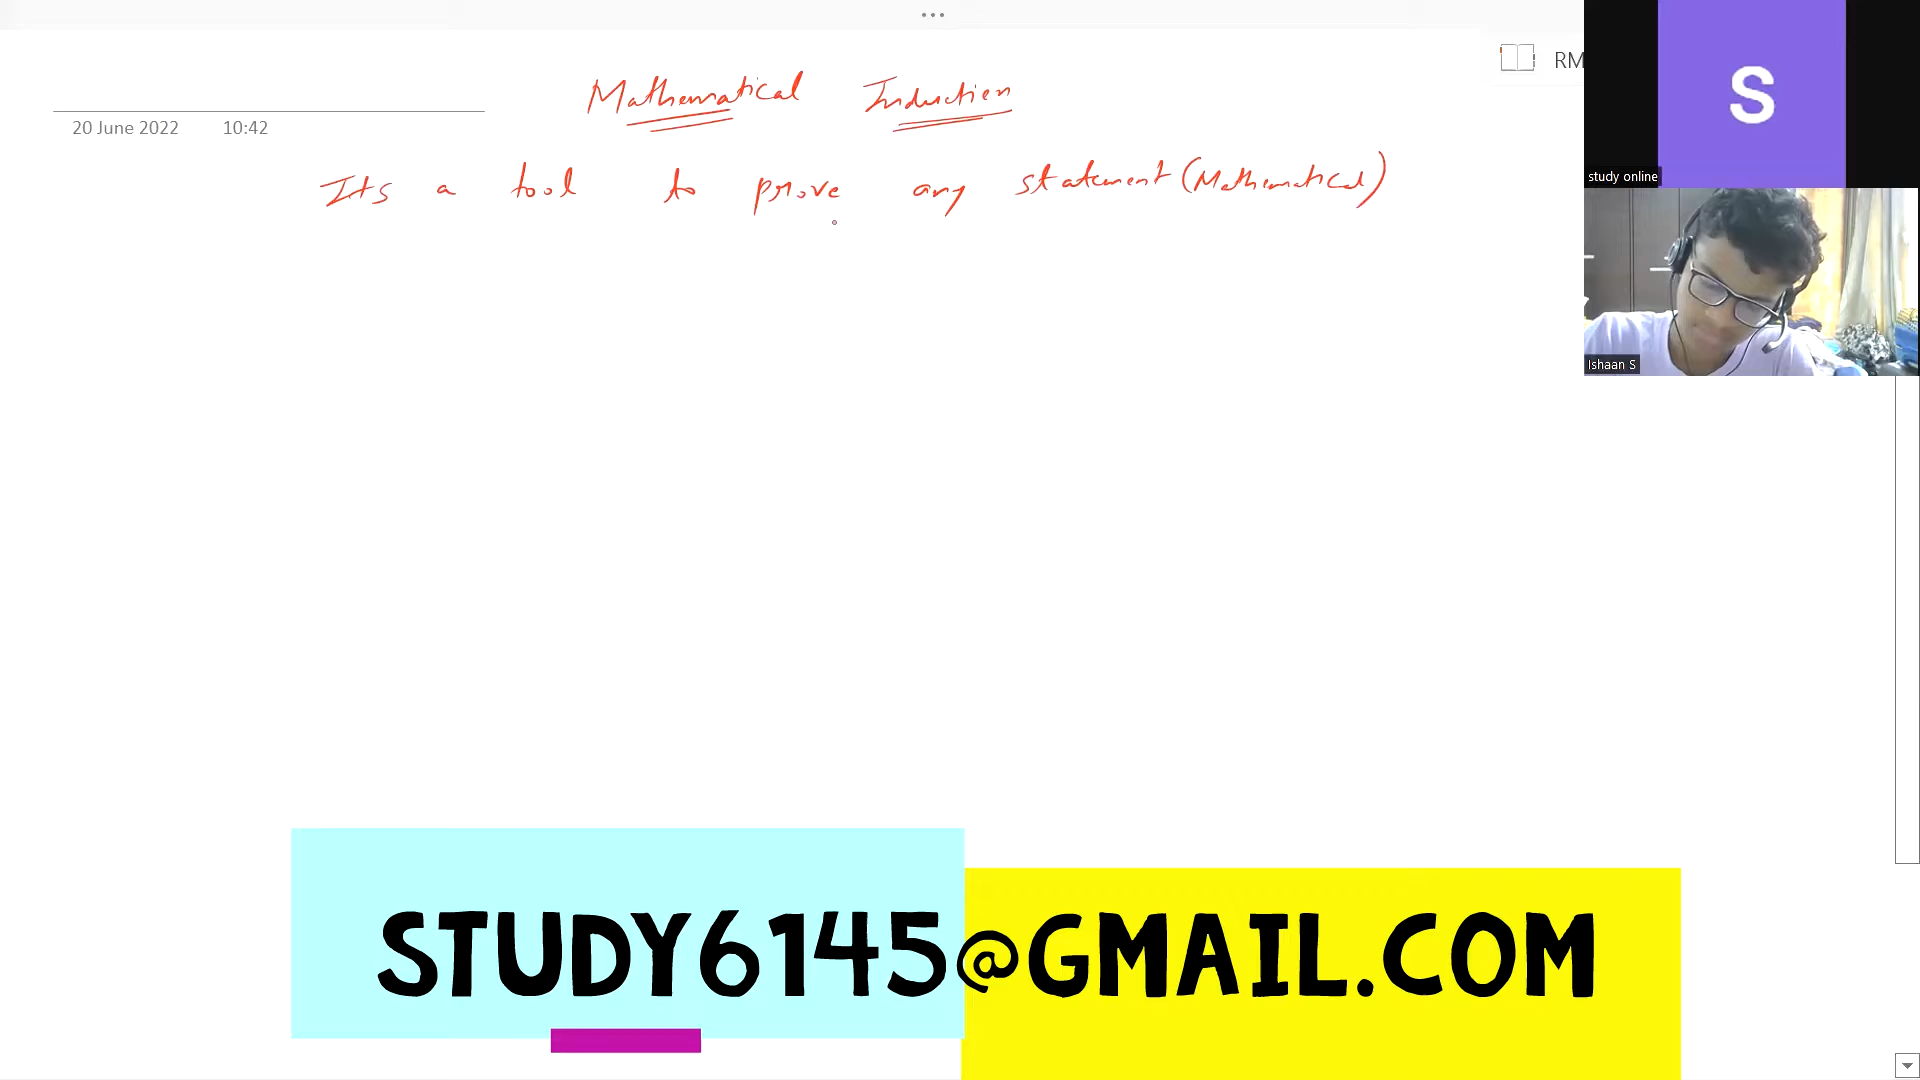 Mathematical Induction
RM
S
20 June 2022 10:42
study online
Its a tool to prove any statement (Mathematical)
Ishaan S
STUDY6145@GMAIL.COM